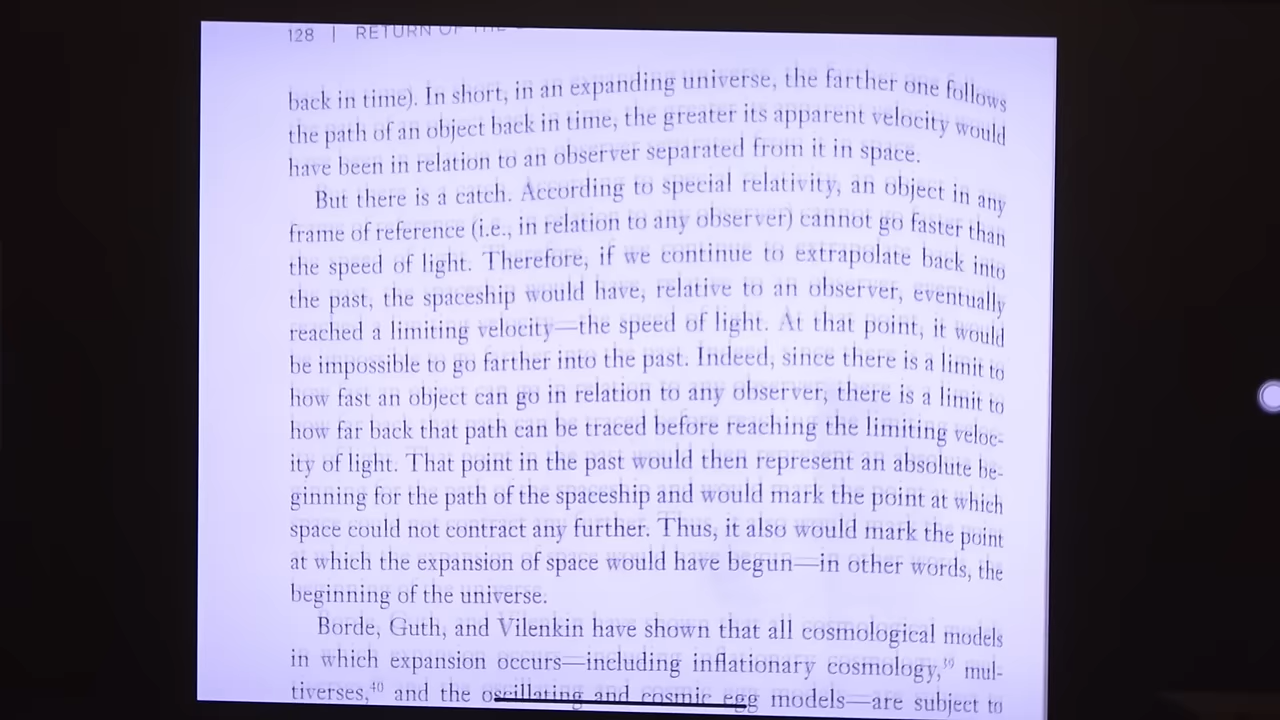 128 | RETURN OF THE
back in time). In short, in an expanding universe, the farther one follows
the path of an object back in time, the greater its apparent velocity would
have been in relation to an observer separated from it in space.
But there is a catch. According to special relativity, an object in any
frame of reference (i.e., in relation to any observer) cannot go faster than
the speed of light. Therefore, if we continue to extrapolate back into
the past, the spaceship would have, relative to an observer, eventually
reached a limiting velocity—the speed of light. At that point, it would
be impossible to go farther into the past. Indeed, since there is a limit to
how fast an object can go in relation to any observer, there is a limit to
how far back that path can be traced before reaching the limiting veloc-
ity of light. That point in the past would then represent an absolute be-
ginning for the path of the spaceship and would mark the point at which
space could not contract any further. Thus, it also would mark the point
at which the expansion of space would have begun—in other words, the
beginning of the universe.
Borde, Guth, and Vilenkin have shown that all cosmological models
in which expansion occurs—including inflationary cosmology,³⁹ mul-
tiverses,⁴⁰ and the oscillating and cosmic egg models—are subject to